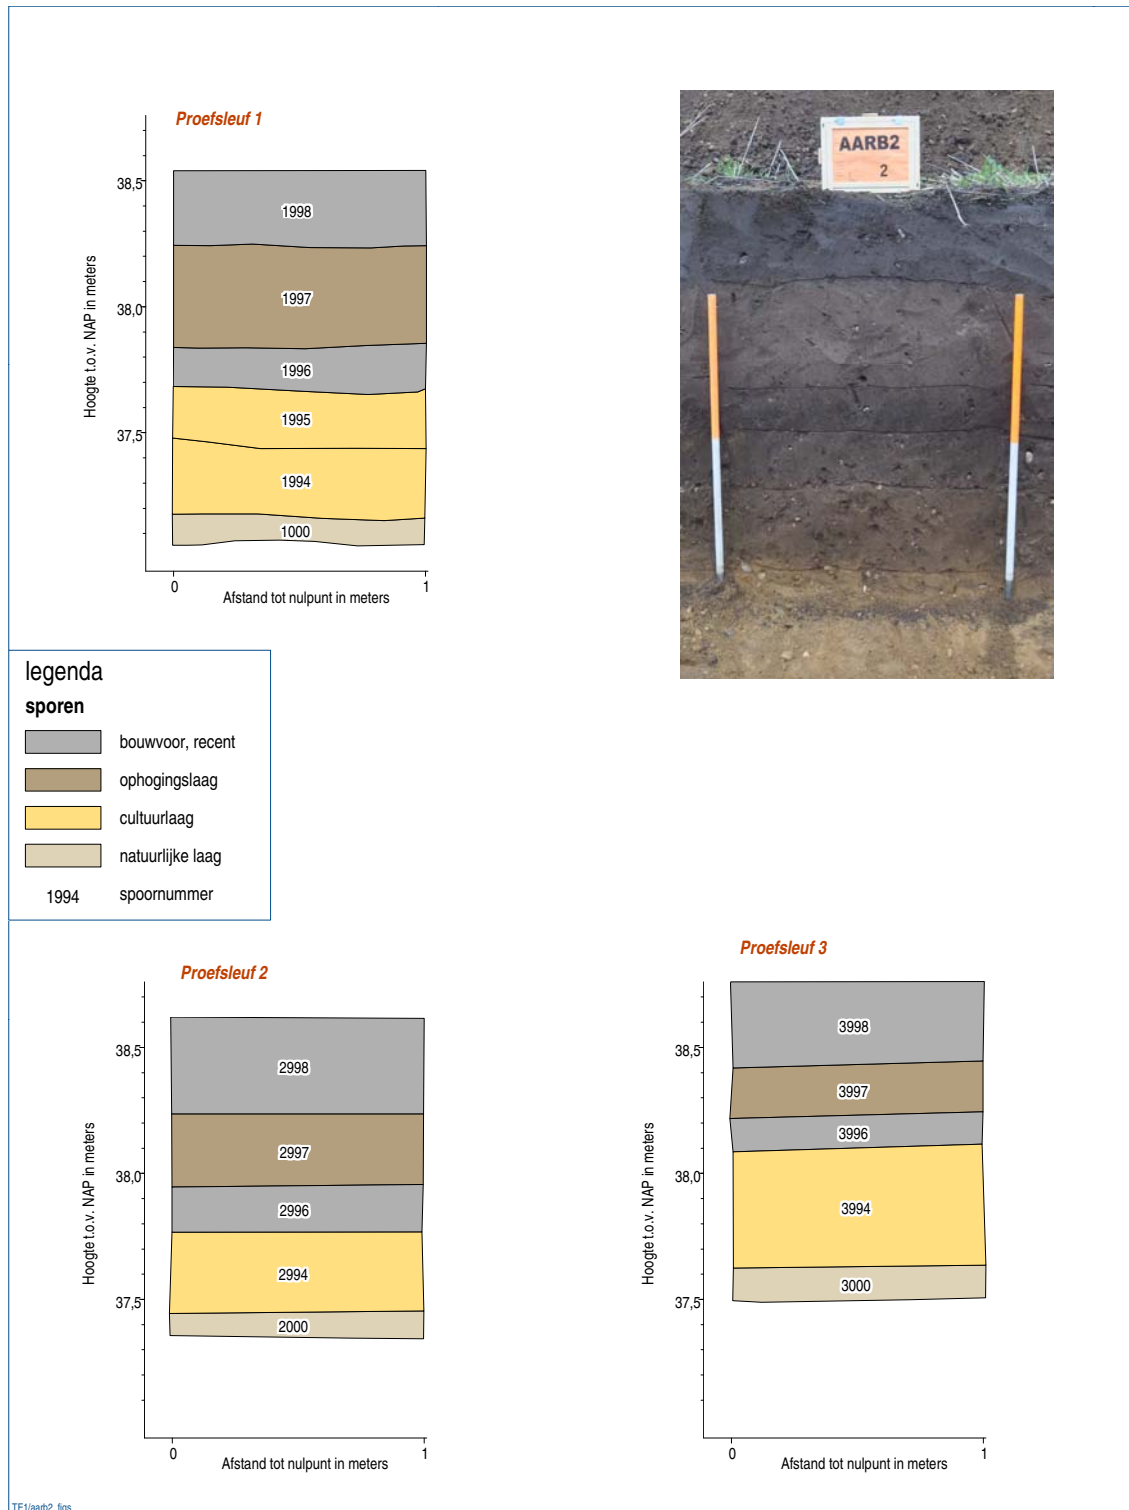 Proefsleuf 1
38,5
38,0
37,5
Hoogte t.o.v. NAP in meters
1998
1997
1996
1995
1994
1000
0
1
Afstand tot nulpunt in meters
AARB2
2
legenda
sporen
bouwvoor, recent
ophogingslaag
cultuurlaag
natuurlijke laag
1994 spoornummer
Proefsleuf 2
38,5
38,0
37,5
Hoogte t.o.v. NAP in meters
2998
2997
2996
2994
2000
0
1
Afstand tot nulpunt in meters
Proefsleuf 3
38,5
38,0
37,5
Hoogte t.o.v. NAP in meters
3998
3997
3996
3994
3000
0
1
Afstand tot nulpunt in meters
TF1/aarb2_figs